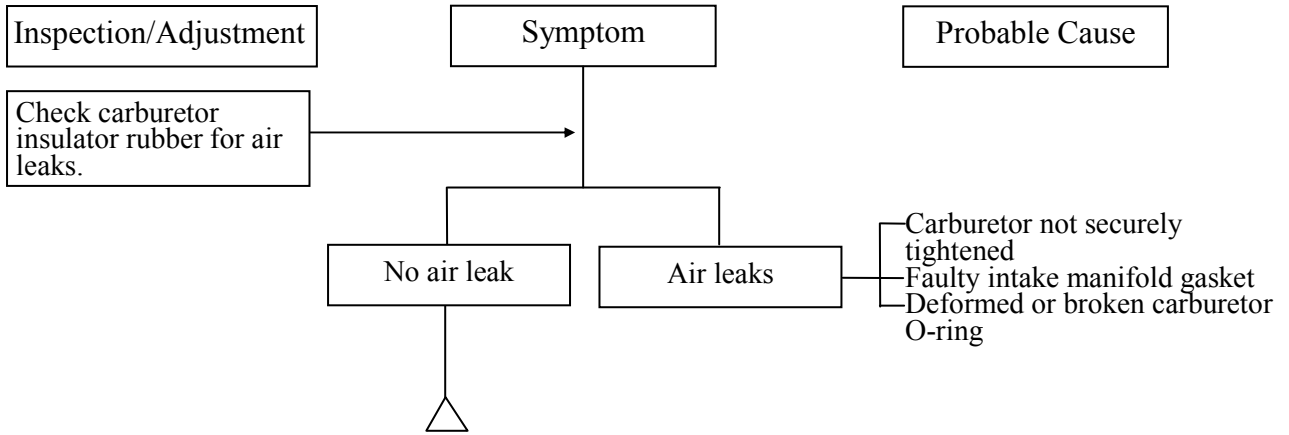 Inspection/Adjustment
Symptom
Probable Cause
Check carburetor
insulator rubber for air
leaks.
No air leak
Air leaks
Carburetor not securely
tightened
Faulty intake manifold gasket
Deformed or broken carburetor
O-ring